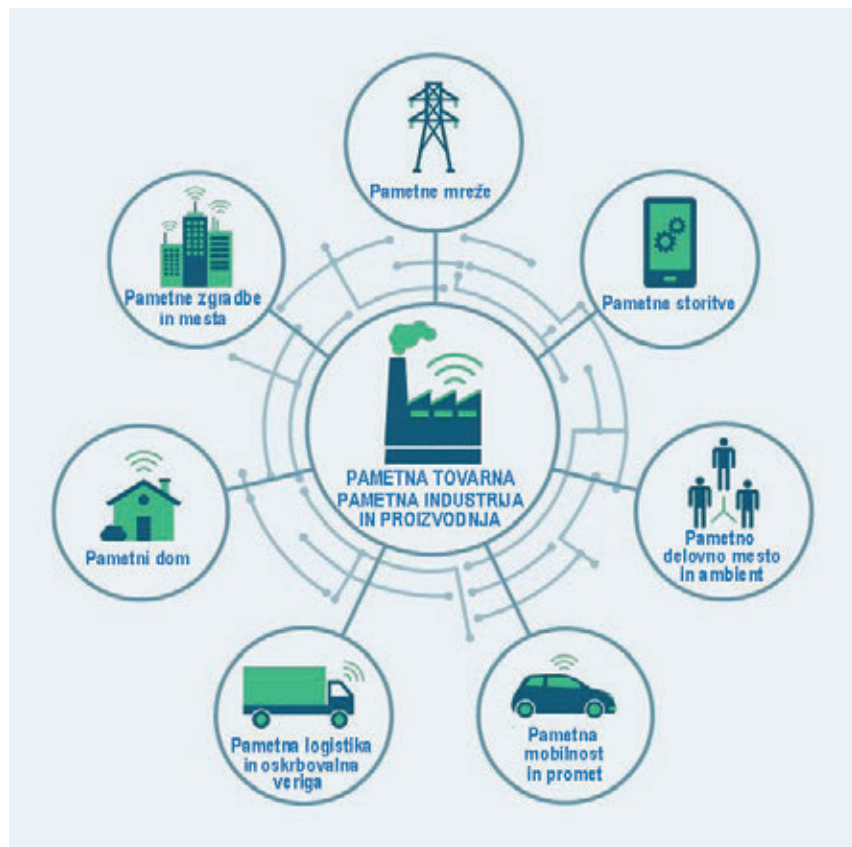 Pametne mreže
Pametne zgradbe
in mesta
Pametne storitve
PAMETNA TOVARNA
PAMETNA INDUSTRIJA
IN PROIZVODNJA
Pametni dom
Pametno
delovno mesto
in ambient
Pametna logistika
in oskrbovalna
veriga
Pametna
mobilnost
in promet